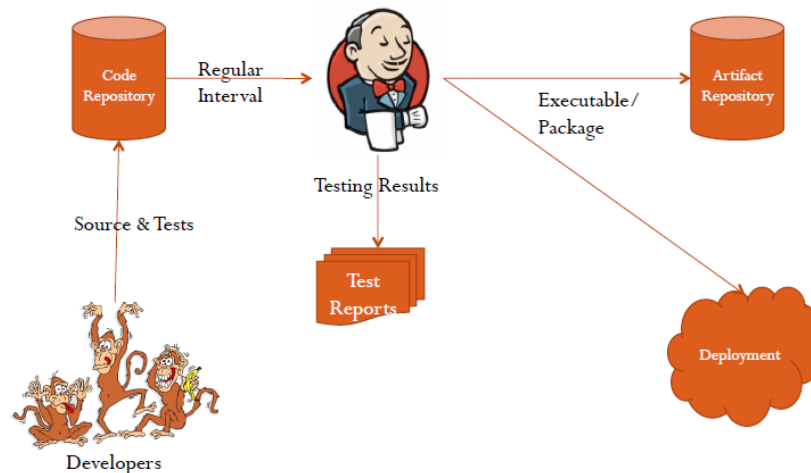 Code
Repository
Regular
Interval
Artifact
Repository
Executable/
Package
Testing Results
Source & Tests
Test
Reports
Deployment
Developers